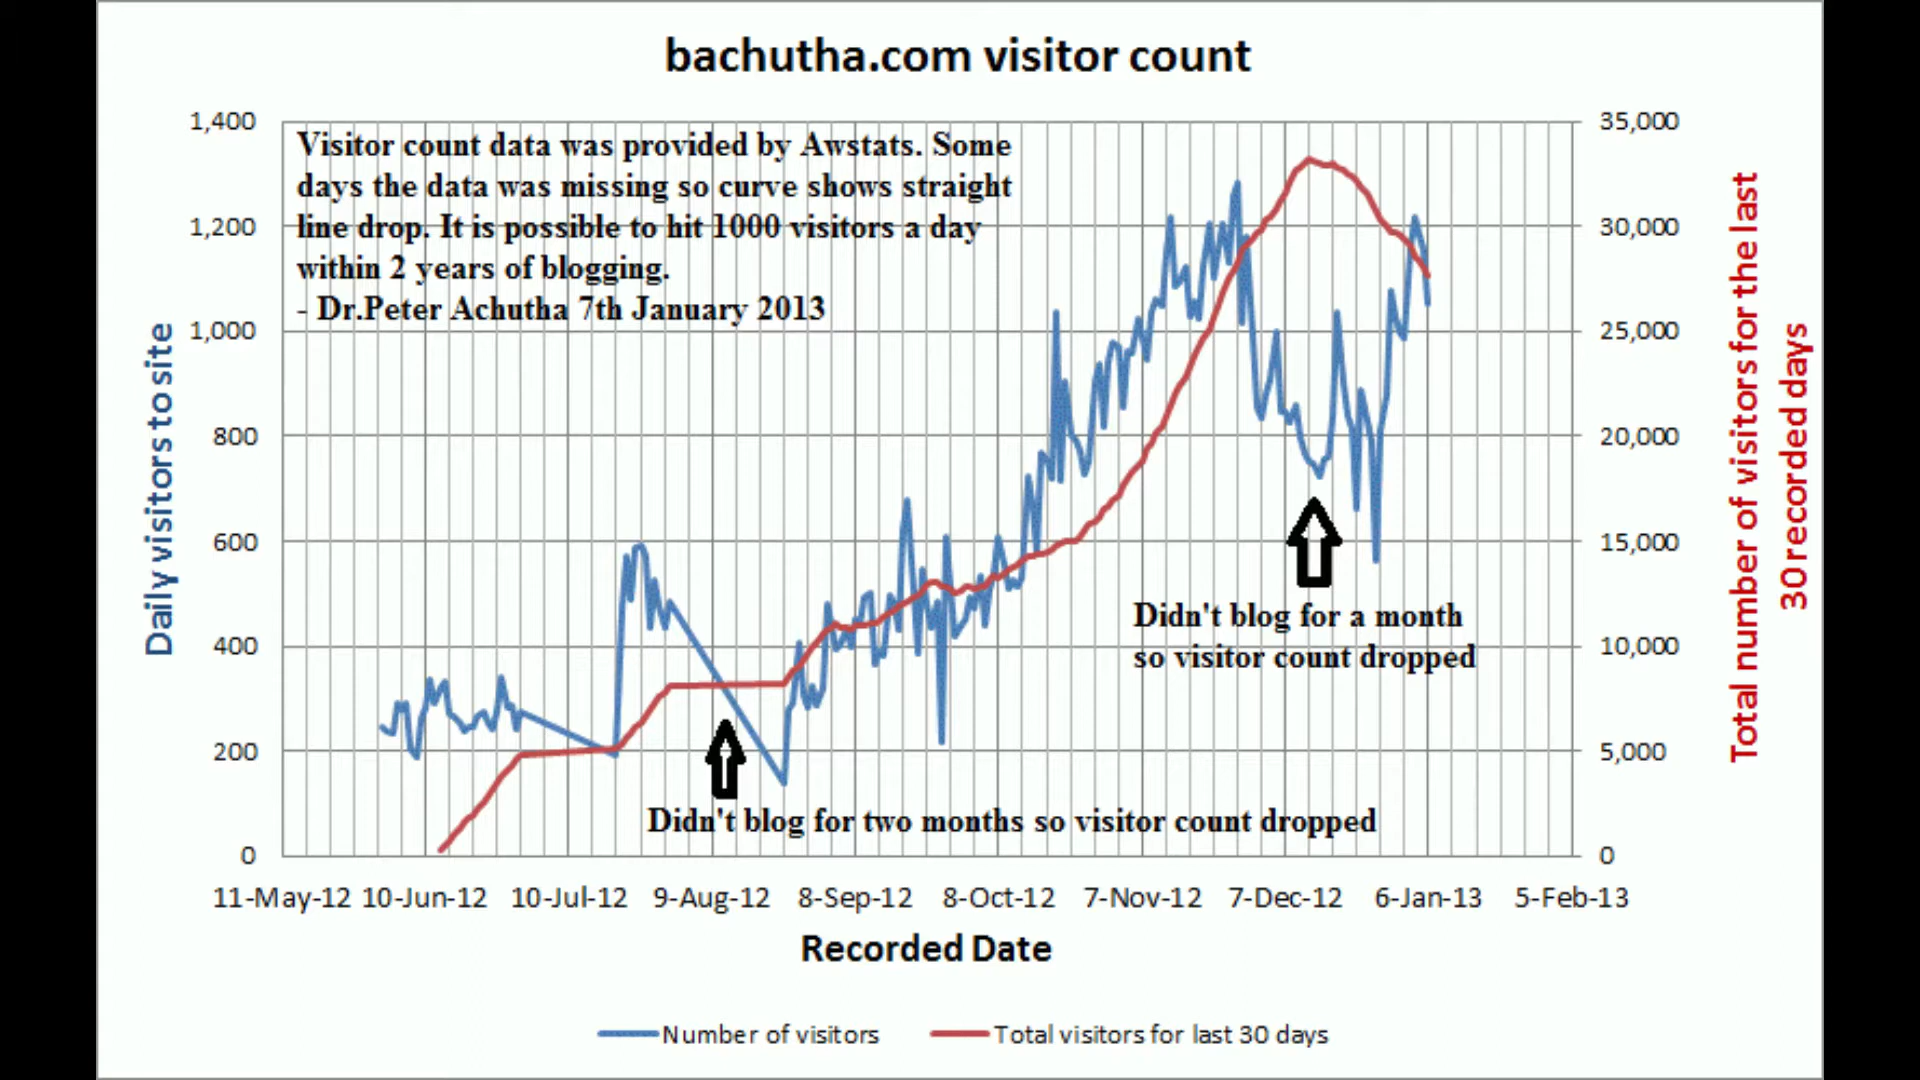 bachutha.com visitor count
1,400
1,200
1,000
800
600
400
200
0
Daily visitors to site
Visitor count data was provided by Awstats. Some
days the data was missing so curve shows straight
line drop. It is possible to hit 1000 visitors a day
within 2 years of blogging.
- Dr.Peter Achutha 7th January 2013
Didn't blog for a month
so visitor count dropped
Didn't blog for two months so visitor count dropped
35,000
30,000
25,000
20,000
15,000
10,000
5,000
0
Total number of visitors for the last
30 recorded days
11-May-12 10-Jun-12 10-Jul-12 9-Aug-12 8-Sep-12 8-Oct-12 7-Nov-12 7-Dec-12 6-Jan-13 5-Feb-13
Recorded Date
Number of visitors Total visitors for last 30 days